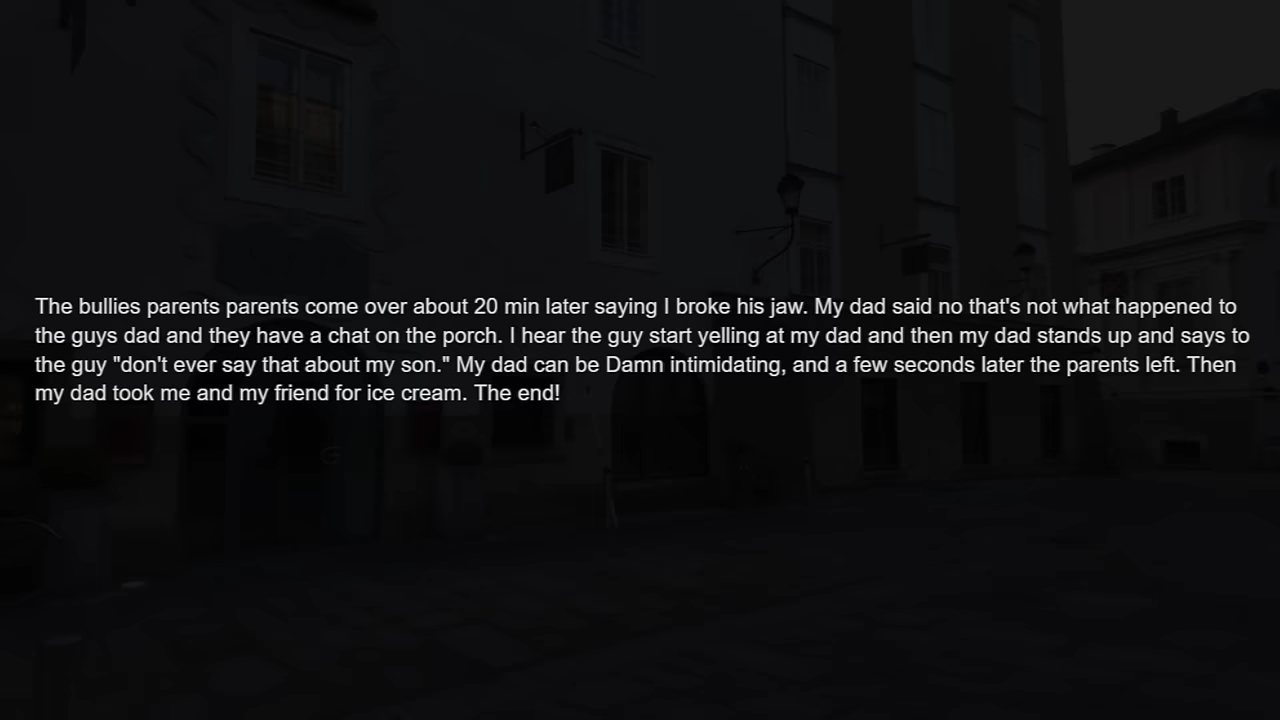 The bullies parents parents come over about 20 min later saying I broke his jaw. My dad said no that's not what happened to
the guys dad and they have a chat on the porch. I hear the guy start yelling at my dad and then my dad stands up and says to
the guy "don't ever say that about my son." My dad can be Damn intimidating, and a few seconds later the parents left. Then
my dad took me and my friend for ice cream. The end!